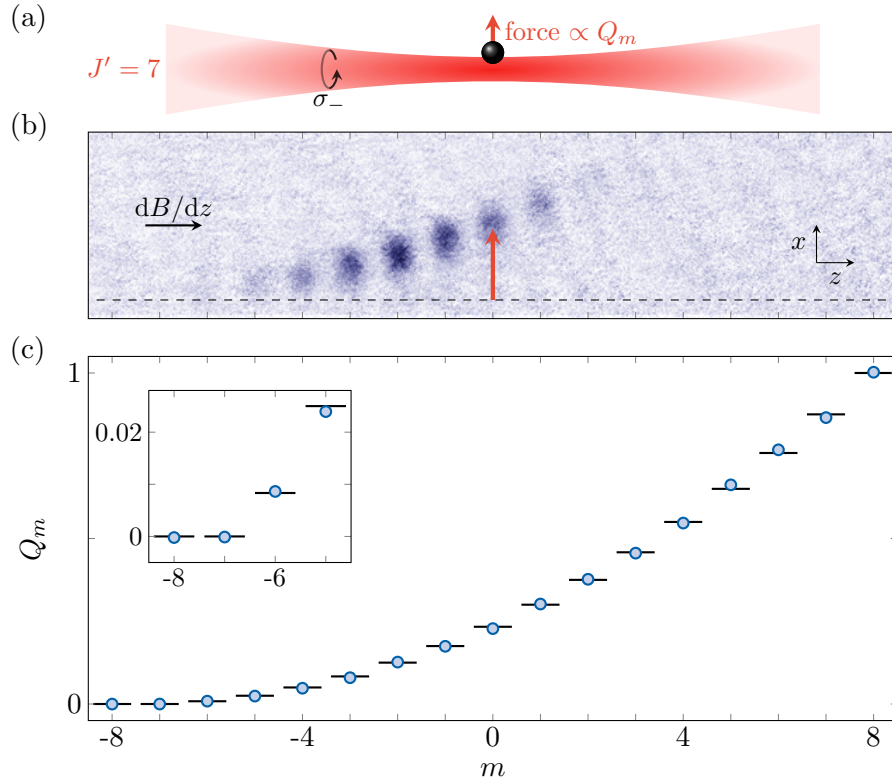 (a)
force ∝ Q_m
J′ = 7
σ₋
(b)
dB/dz
x
z
(c)
1
0.02
0
-8
-6
Q_m
0
-8
-4
0
4
8
m